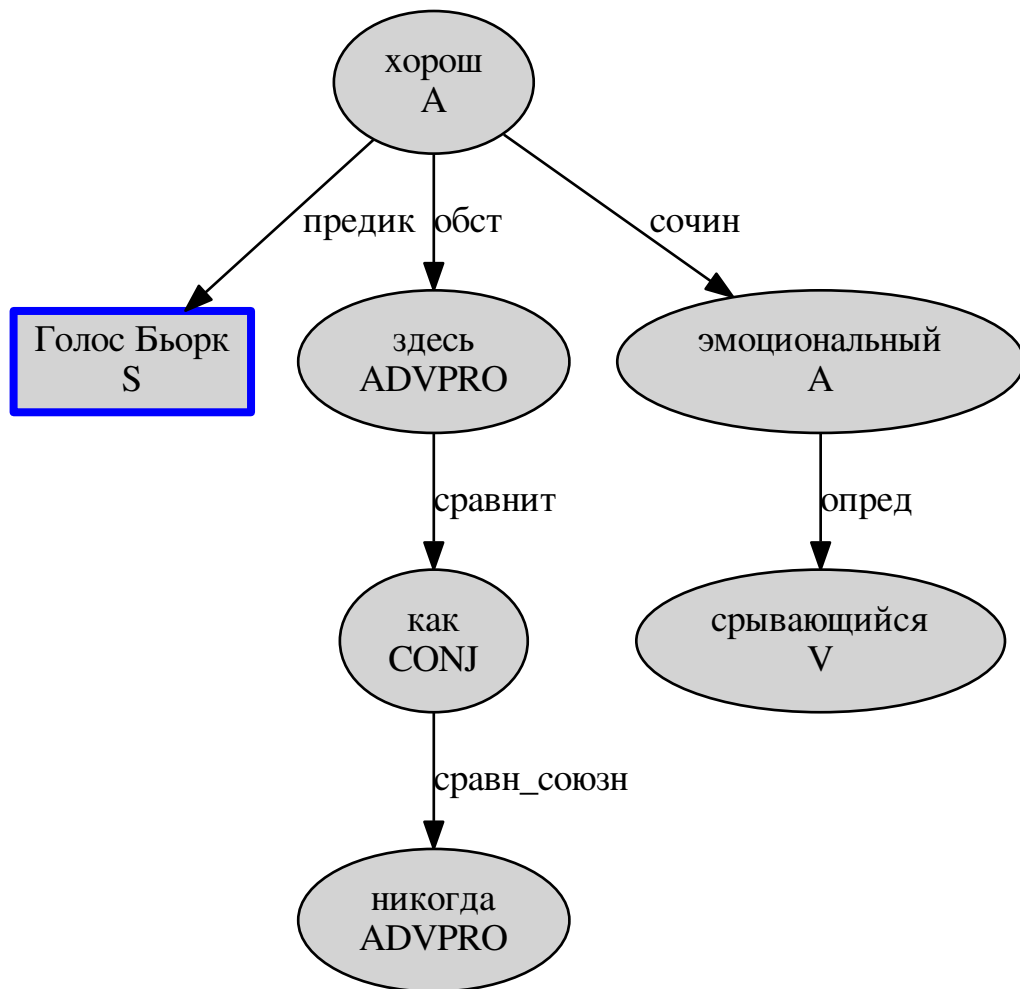 хорош
A
предик
обст
сочин
Голос Бьорк
S
здесь
ADVPRO
эмоциональный
A
сравнит
опред
как
CONJ
срывающийся
V
сравн_союзн
никогда
ADVPRO